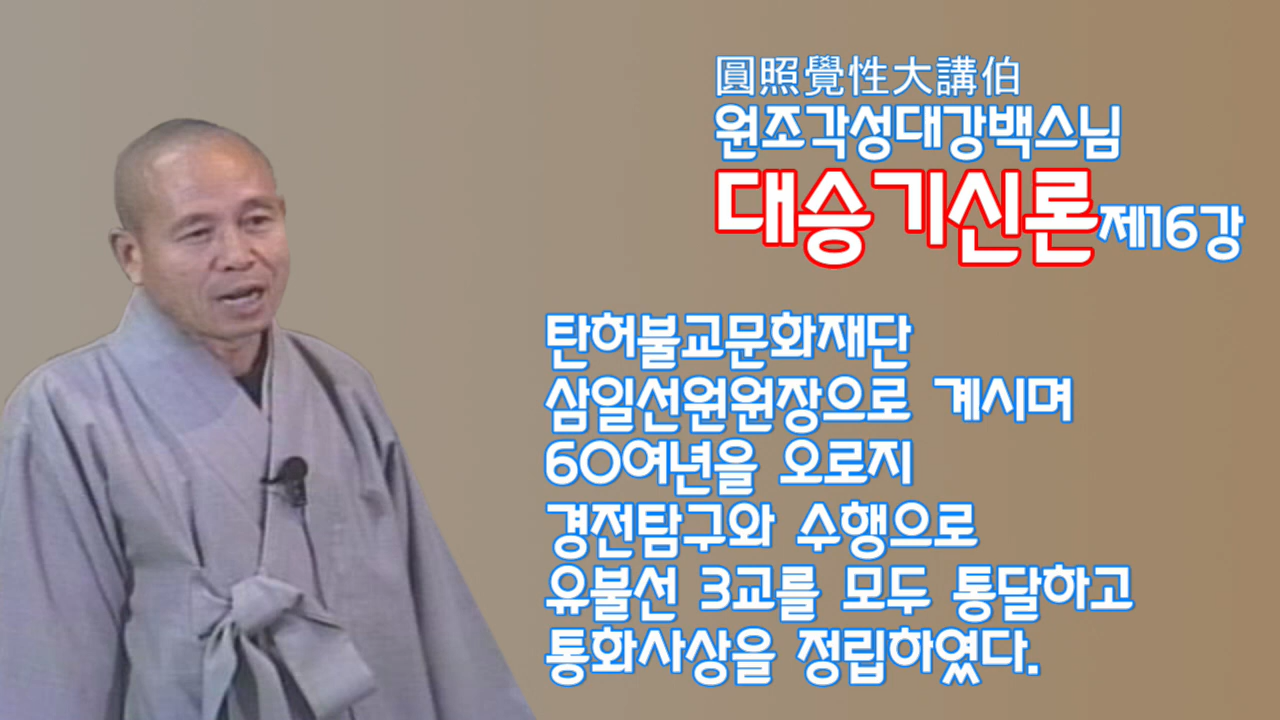 圓照覺性大講伯
원조각성대강백스님
대승기신론제16강
탄허불교문화재단
삼일선원원장으로 계시며
60여년을 오로지
경전탐구와 수행으로
유불선 3교를 모두 통달하고
통화사상을 정립하였다.